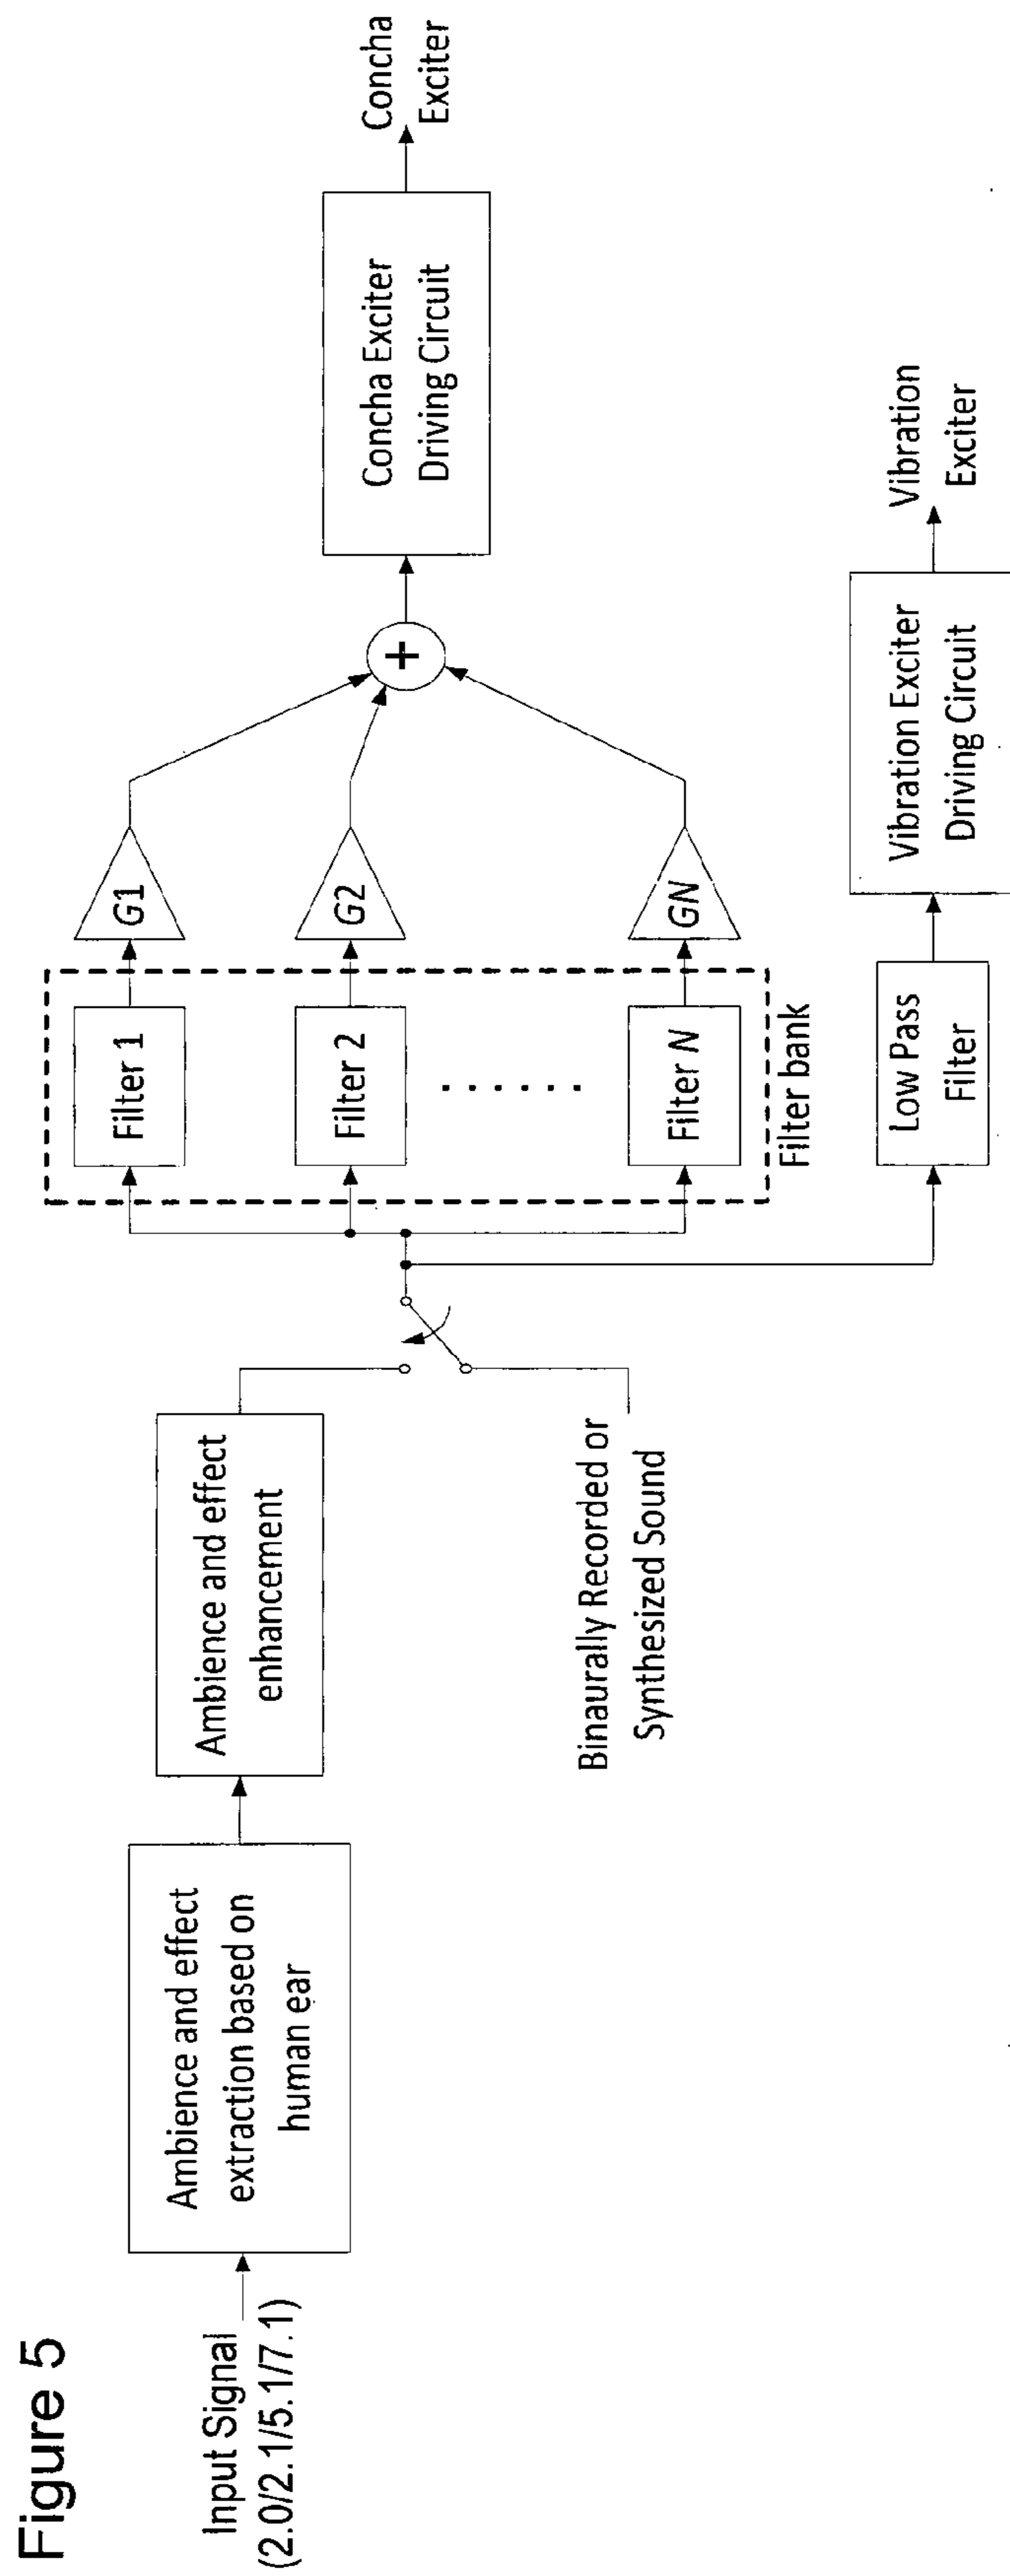 Figure 5
Input Signal
(2.0/2.1/5.1/7.1)
Ambience and effect
extraction based on
human ear
Ambience and effect
enhancement
Binaurally Recorded or
Synthesized Sound
Filter 1
Filter 2
......
Filter N
Filter bank
G1
G2
GN
+
Concha Exciter
Driving Circuit
Concha
Exciter
Low Pass
Filter
Vibration Exciter
Driving Circuit
Vibration
Exciter